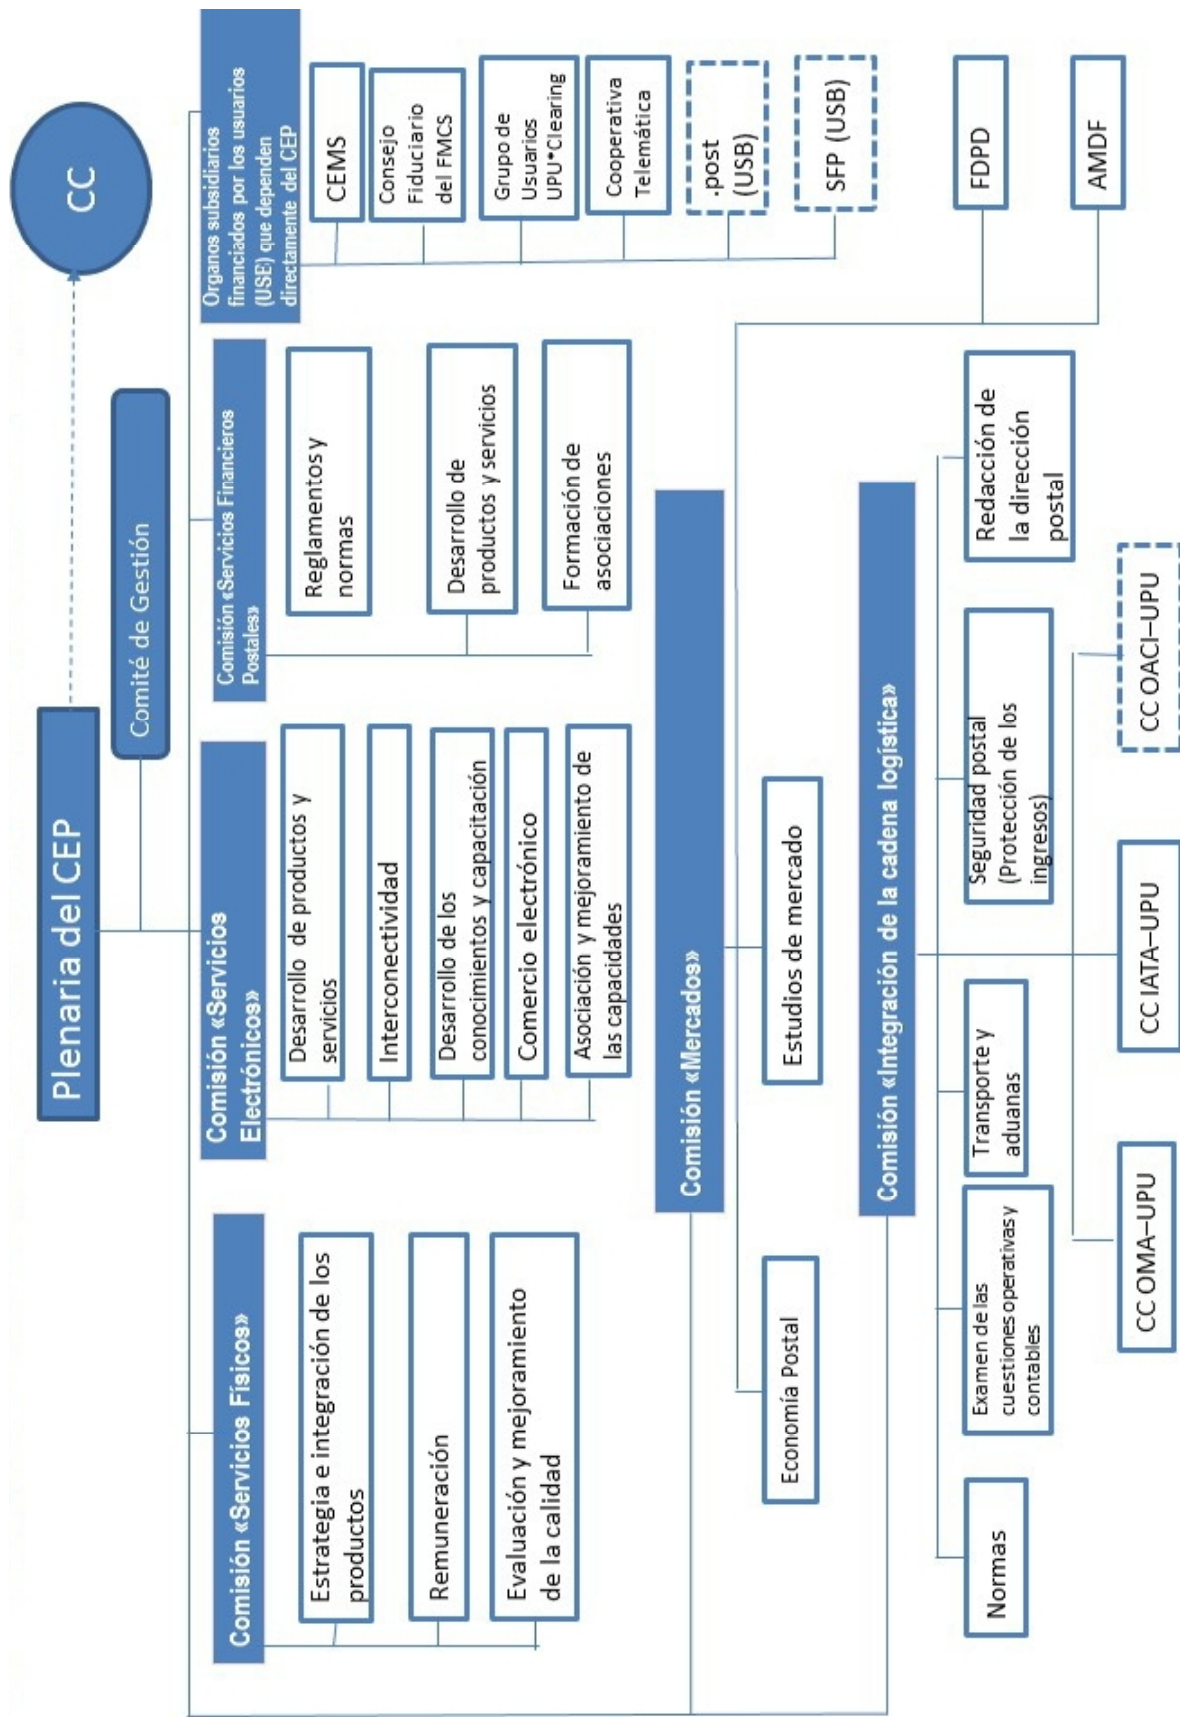 Plenaria del CEP
CC
Comité de Gestión
Comisión «Servicios Físicos»
Estrategia e integración de los
productos
Remuneración
Evaluación y mejoramiento
de la calidad
Comisión «Servicios
Electrónicos»
Desarrollo de productos y
servicios
Interconectividad
Desarrollo de los
conocimientos y capacitación
Comercio electrónico
Asociación y mejoramiento de
las capacidades
Comisión «Servicios Financieros
Postales»
Reglamentos y
normas
Desarrollo de
productos y servicios
Formación de
asociaciones
Organos subsidiarios
financiados por los usuarios
(USB) que dependen
directamente del CEP
CEMS
Consejo
Fiduciario
del FMCS
Grupo de
Usuarios
UPU*Clearing
Cooperativa
Telemática
.post
(USB)
SFP (USB)
Comisión «Mercados»
Economía Postal
Estudios de mercado
FDPD
AMDF
Comisión «Integración de la cadena logística»
Normas
Examen de las
cuestiones operativas y
contables
Transporte y
aduanas
Seguridad postal
(Protección de los
ingresos)
Redacción de
la dirección
postal
CC OMA–UPU
CC IATA–UPU
CC OACI–UPU